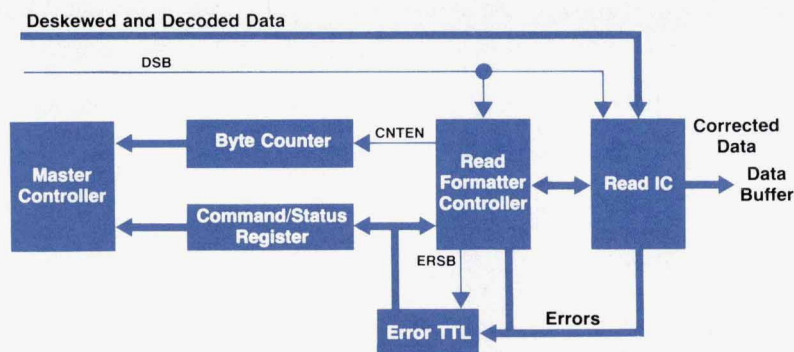 Deskewed and Decoded Data
DSB
Byte Counter
CNTEN
Master
Controller
Read
Formatter
Controller
Read IC
Corrected
Data
Data
Buffer
Command/Status
Register
ERSB
Error TTL
Errors